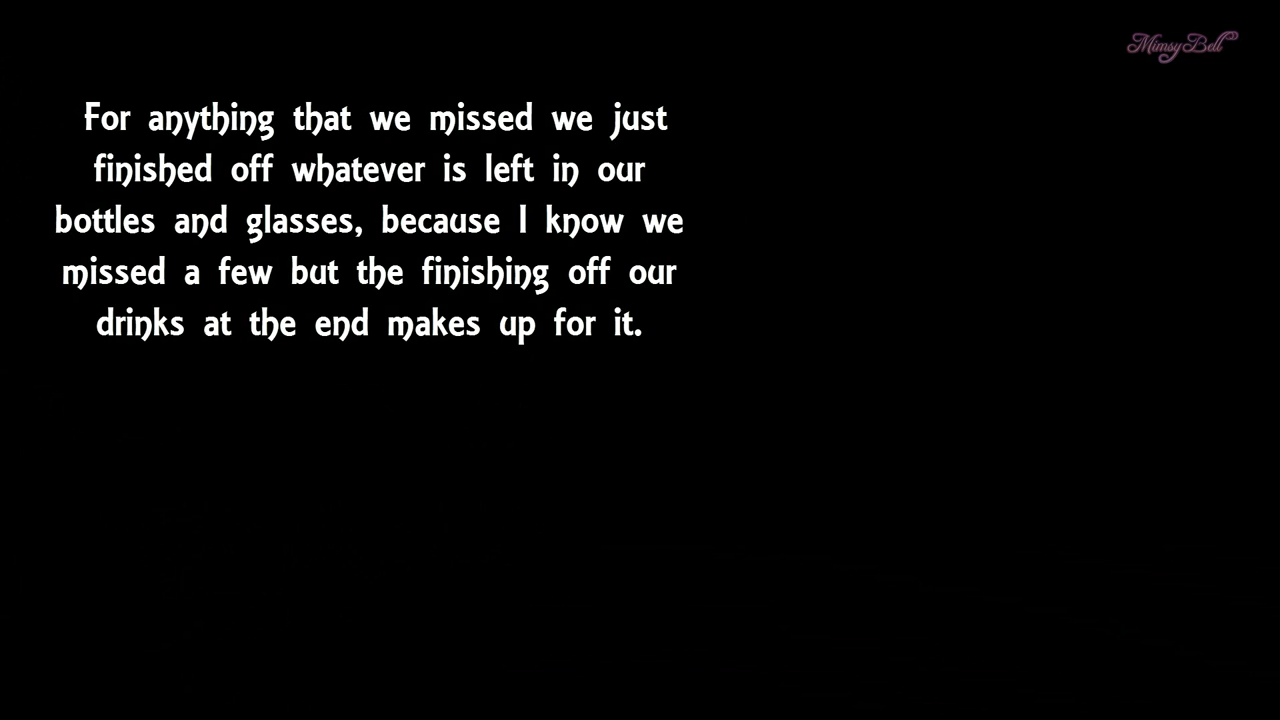 MimsyBell
For anything that we missed we just
finished off whatever is left in our
bottles and glasses, because I know we
missed a few but the finishing off our
drinks at the end makes up for it.